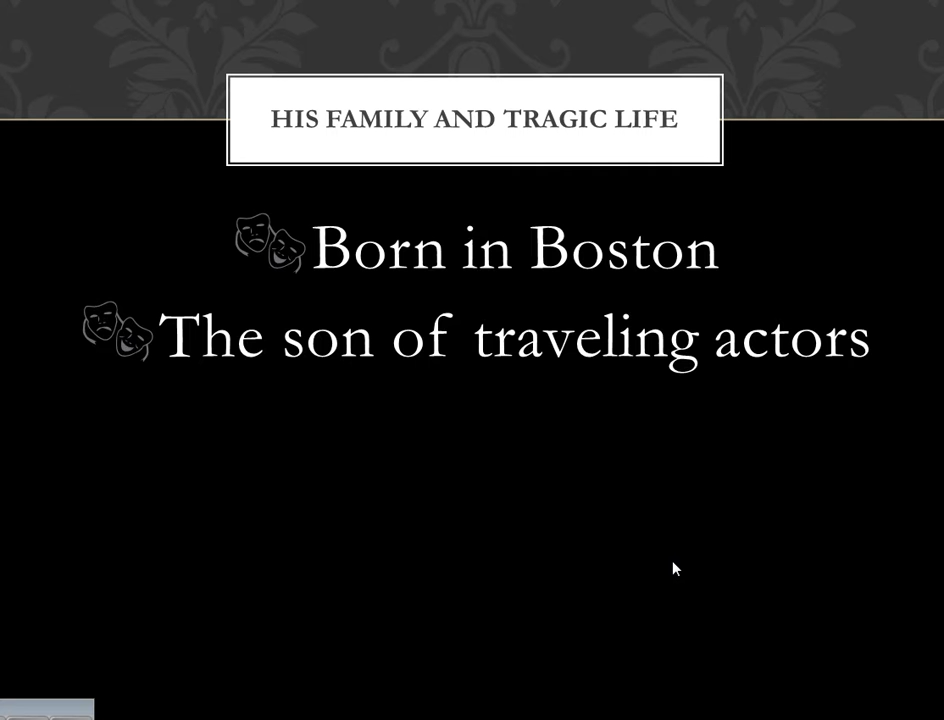 HIS FAMILY AND TRAGIC LIFE
Born in Boston
The son of traveling actors